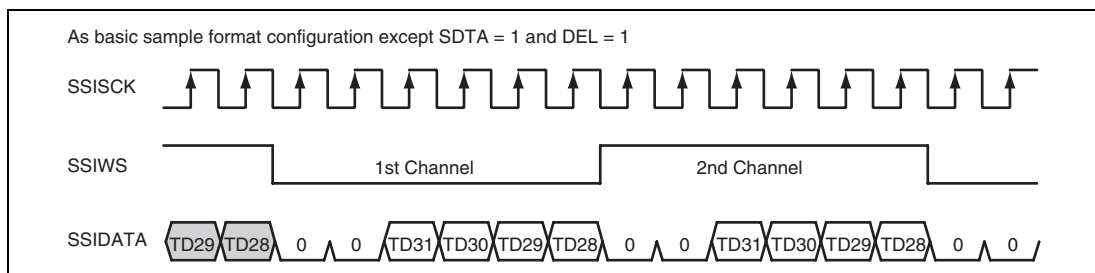 As basic sample format configuration except SDTA = 1 and DEL = 1
SSISCK
SSIWS 1st Channel 2nd Channel
SSIDATA TD29 TD28 0 0 TD31 TD30 TD29 TD28 0 0 TD31 TD30 TD29 TD28 0 0